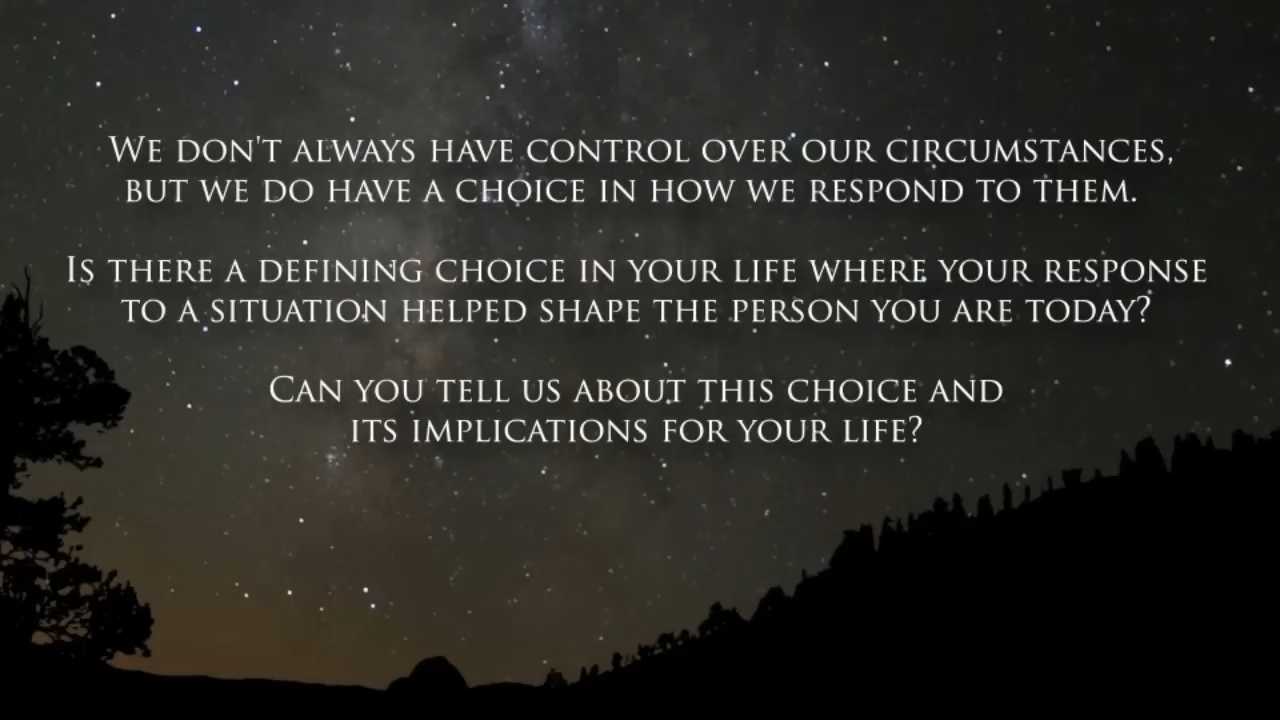 We don't always have control over our circumstances,
but we do have a choice in how we respond to them.
Is there a defining choice in your life where your response
to a situation helped shape the person you are today?
Can you tell us about this choice and
its implications for your life?